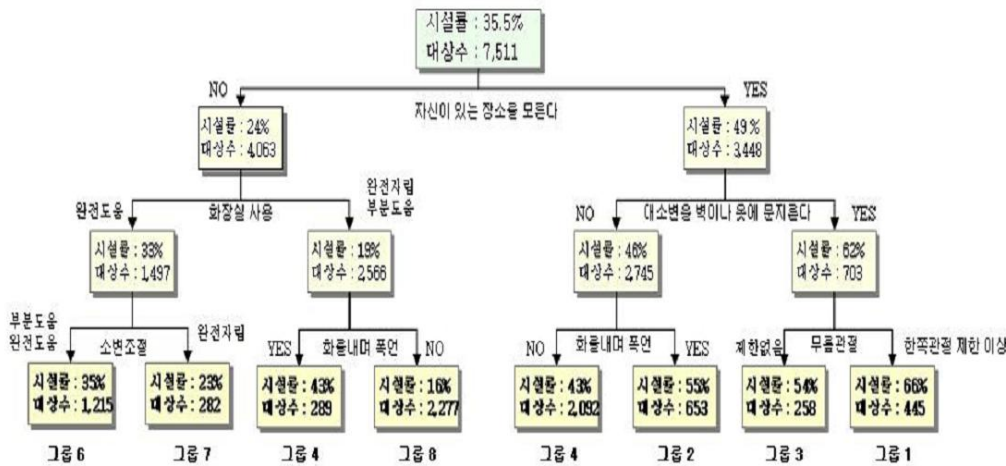 시설률 : 35.5%
대상수 : 7,511
NO
YES
자신이 있는 장소을 모른다
시설률 : 24%
대상수 : 4,063
시설률 : 49 %
대상수 : 3,448
완전도움
화장실 사용
완전자립
부분도움
NO
대소변을 벽이나 옷에 문지른다
YES
시설률 : 33%
대상수 : 1,497
시설률 : 19%
대상수 : 2,566
시설률 : 46%
대상수 : 2,745
시설률 : 62%
대상수 : 703
부분도움
완전도움
소변조절
완전자립
YES
화를내며 폭언
NO
NO
화를내며 폭언
YES
제한없음
무릎관절
한쪽관절 제한 이상
시설률 : 35%
대상수 : 1,215
시설률 : 23%
대상수 : 282
시설률 : 43%
대상수 : 289
시설률 : 16%
대상수 : 2,277
시설률 : 43%
대상수 : 2,092
시설률 : 55%
대상수 : 653
시설률 : 54%
대상수 : 258
시설률 : 66%
대상수 : 445
그룹 6
그룹 7
그룹 4
그룹 8
그룹 4
그룹 2
그룹 3
그룹 1